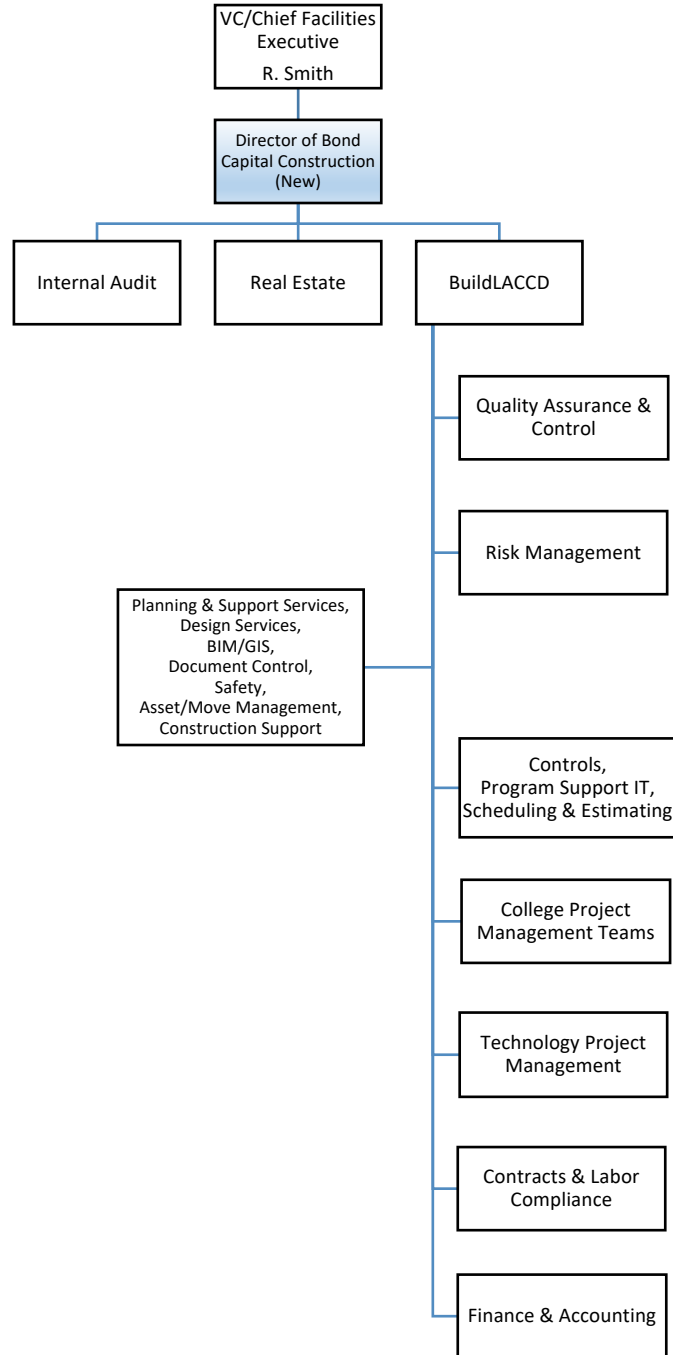 VC/Chief Facilities
Executive
R. Smith
Director of Bond
Capital Construction
(New)
Internal Audit
Real Estate
BuildLACCD
Quality Assurance &
Control
Risk Management
Planning & Support Services,
Design Services,
BIM/GIS,
Document Control,
Safety,
Asset/Move Management,
Construction Support
Controls,
Program Support IT,
Scheduling & Estimating
College Project
Management Teams
Technology Project
Management
Contracts & Labor
Compliance
Finance & Accounting